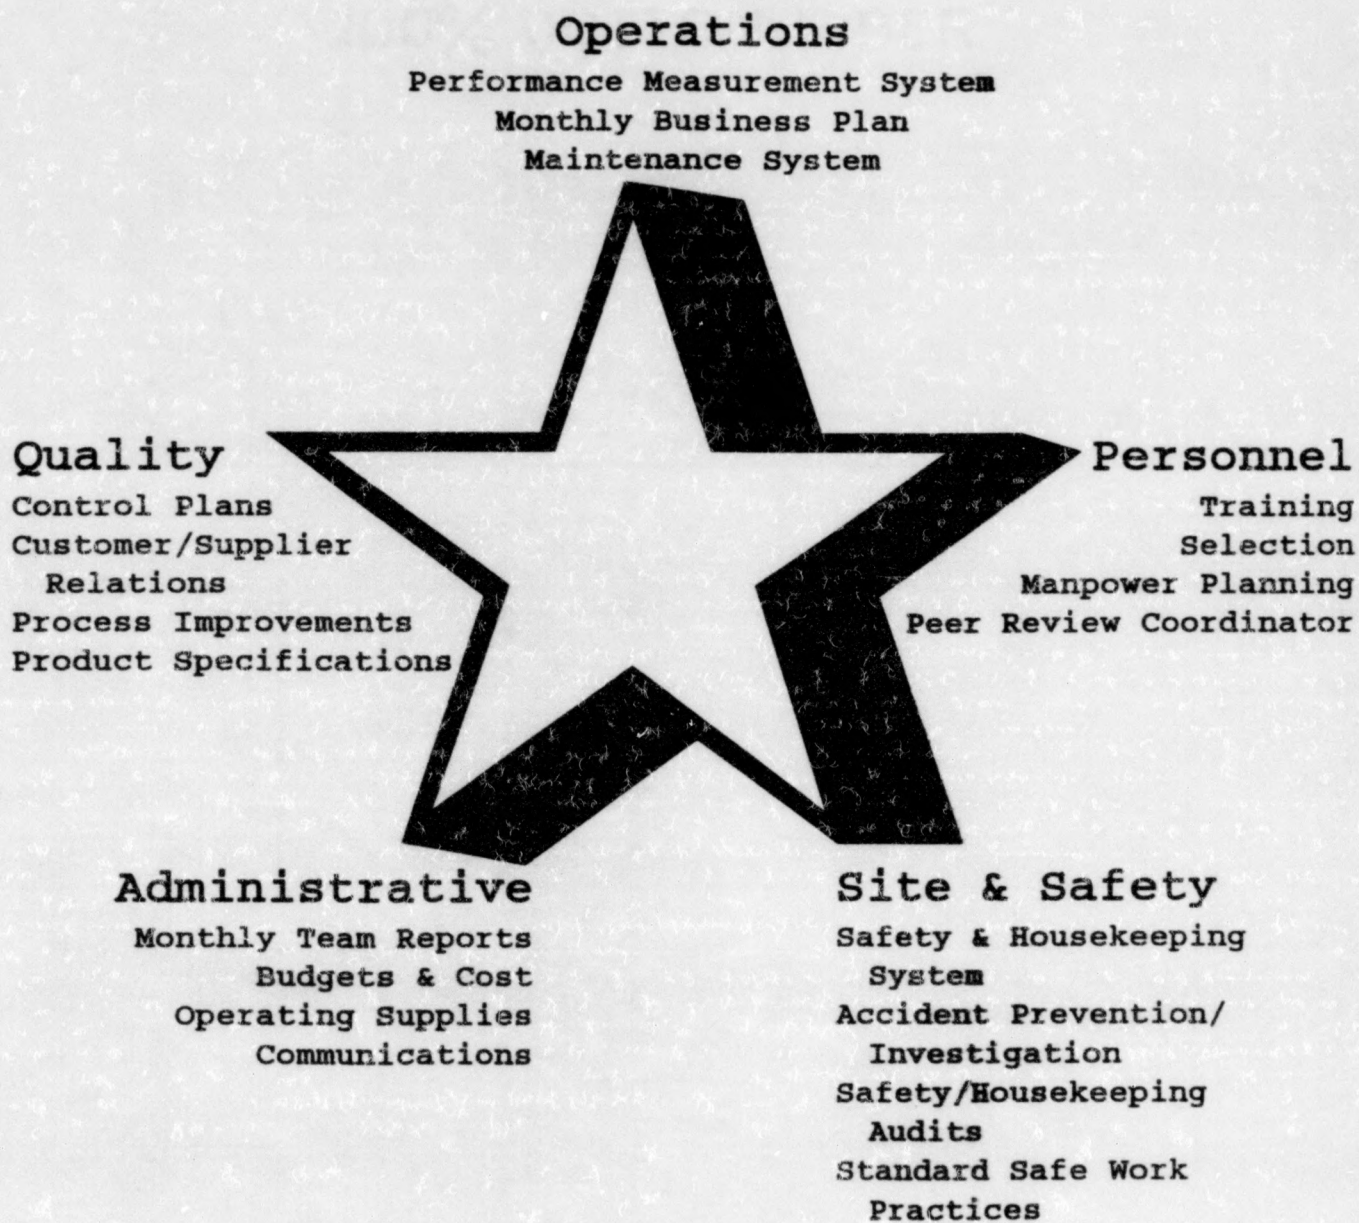 Operations
Performance Measurement System
Monthly Business Plan
Maintenance System
Quality
Control Plans
Customer/Supplier
Relations
Process Improvements
Product Specifications
Personnel
Training
Selection
Manpower Planning
Peer Review Coordinator
Administrative
Monthly Team Reports
Budgets & Cost
Operating Supplies
Communications
Site & Safety
Safety & Housekeeping
System
Accident Prevention/
Investigation
Safety/Housekeeping
Audits
Standard Safe Work
Practices